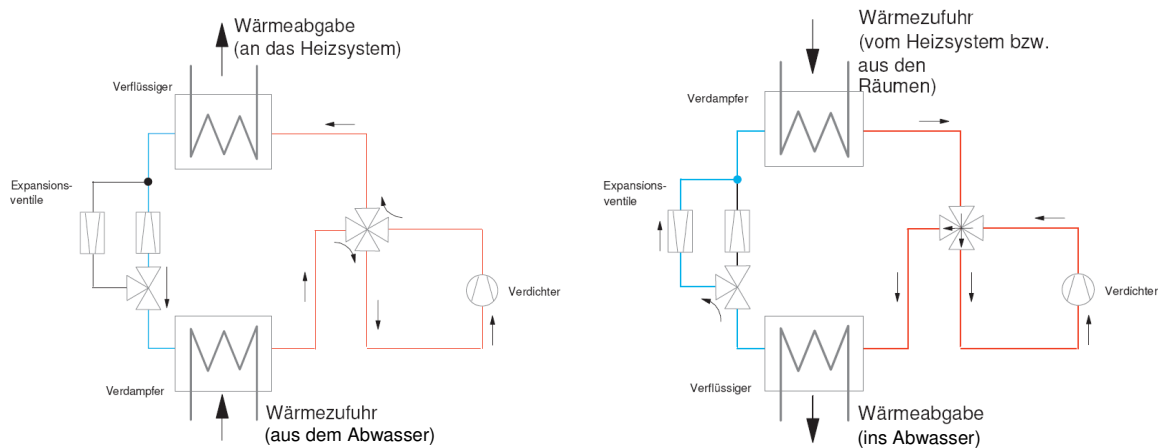 Wärmeabgabe
(an das Heizsystem)
Verflüssiger
Expansions-
ventile
Verdichter
Verdampfer
Wärmezufuhr
(aus dem Abwasser)
Wärmezufuhr
(vom Heizsystem bzw.
aus den
Räumen)
Verdampfer
Expansions-
ventile
Verdichter
Verflüssiger
Wärmeabgabe
(ins Abwasser)